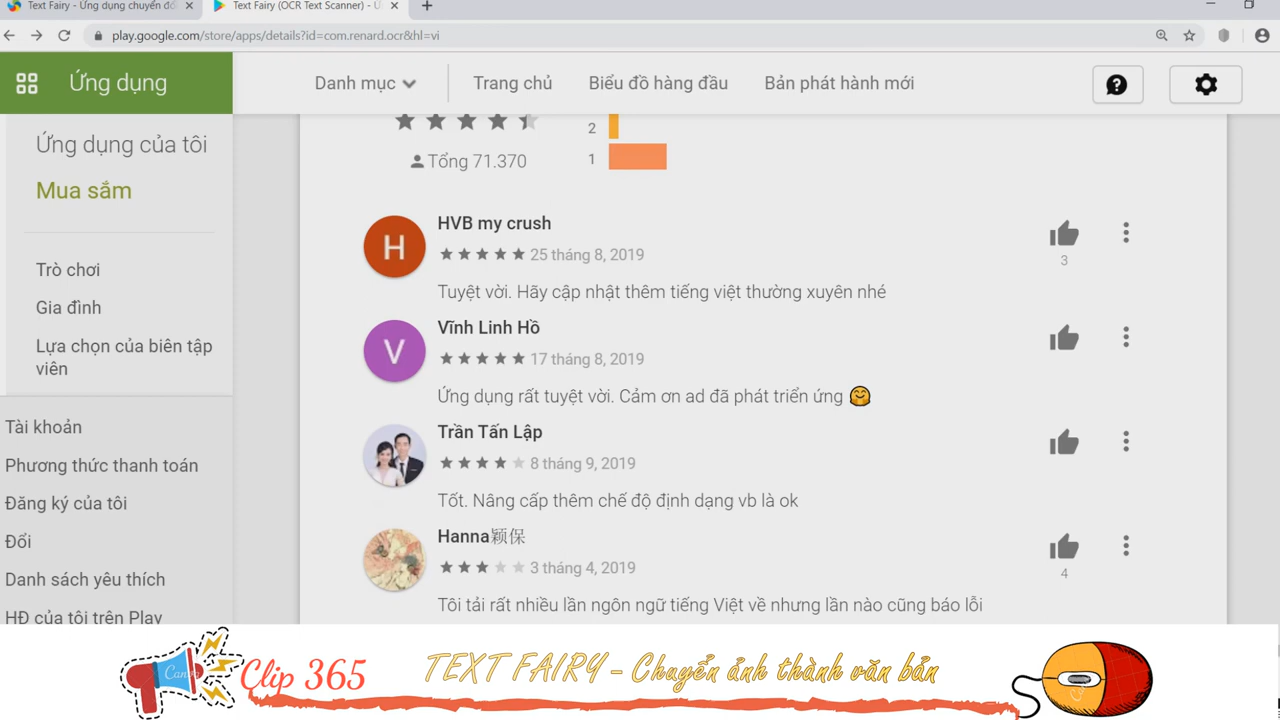 Text Fairy - Ứng dụng chuyển đổi
Text Fairy (OCR Text Scanner) - Ứ
play.google.com/store/apps/details?id=com.renard.ocr&hl=vi
Ứng dụng
Danh mục
Trang chủ
Biểu đồ hàng đầu
Bản phát hành mới
Ứng dụng của tôi
Mua sắm
Trò chơi
Gia đình
Lựa chọn của biên tập
viên
Tài khoản
Phương thức thanh toán
Đăng ký của tôi
Đổi
Danh sách yêu thích
HĐ của tôi trên Play
2
Tổng 71.370
1
H
HVB my crush
25 tháng 8, 2019
3
Tuyệt vời. Hãy cập nhật thêm tiếng việt thường xuyên nhé
V
Vĩnh Linh Hồ
17 tháng 8, 2019
Ứng dụng rất tuyệt vời. Cảm ơn ad đã phát triển ứng 🤗
Trần Tấn Lập
8 tháng 9, 2019
Tốt. Nâng cấp thêm chế độ định dạng vb là ok
Hanna颖保
3 tháng 4, 2019
4
Tôi tải rất nhiều lần ngôn ngữ tiếng Việt về nhưng lần nào cũng báo lỗi
Clip 365
TEXT FAIRY - Chuyển ảnh thành văn bản